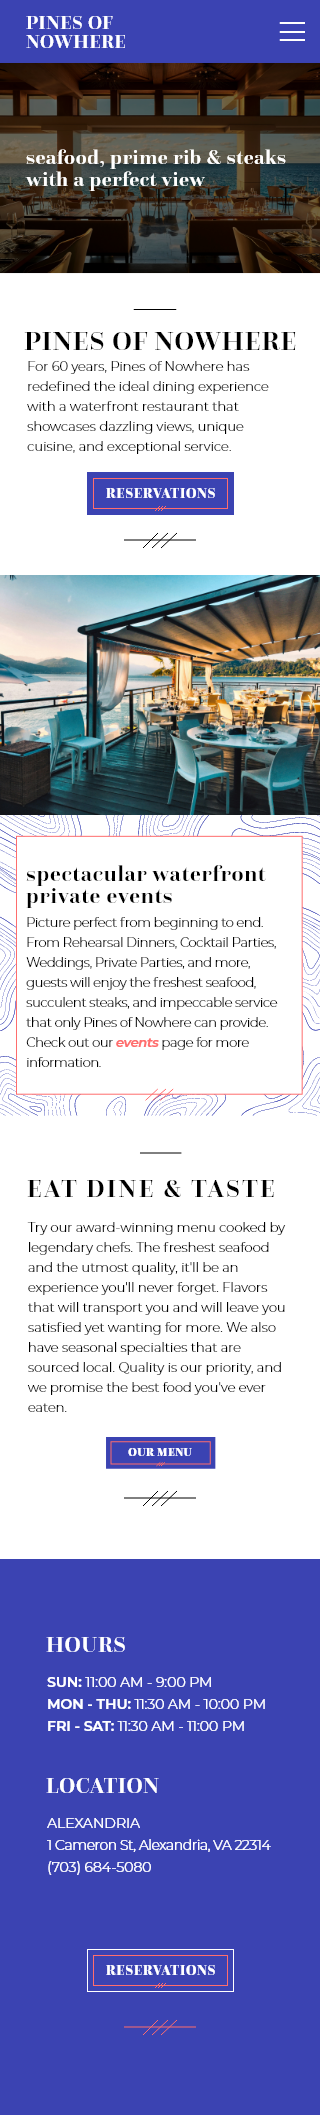 PINES OF
NOWHERE
seafood, prime rib & steaks
with a perfect view
PINES OF NOWHERE
For 60 years, Pines of Nowhere has
redefined the ideal dining experience
with a waterfront restaurant that
showcases dazzling views, unique
cuisine, and exceptional service.
RESERVATIONS
spectacular waterfront
private events
Picture perfect from beginning to end.
From Rehearsal Dinners, Cocktail Parties,
Weddings, Private Parties, and more,
guests will enjoy the freshest seafood,
succulent steaks, and impeccable service
that only Pines of Nowhere can provide.
Check out our events page for more
information.
EAT DINE & TASTE
Try our award-winning menu cooked by
legendary chefs. The freshest seafood
and the utmost quality, it'll be an
experience you'll never forget. Flavors
that will transport you and will leave you
satisfied yet wanting for more. We also
have seasonal specialties that are
sourced local. Quality is our priority, and
we promise the best food you've ever
eaten.
OUR MENU
HOURS
SUN: 11:00 AM - 9:00 PM
MON - THU: 11:30 AM - 10:00 PM
FRI - SAT: 11:30 AM - 11:00 PM
LOCATION
ALEXANDRIA
1 Cameron St, Alexandria, VA 22314
(703) 684-5080
RESERVATIONS